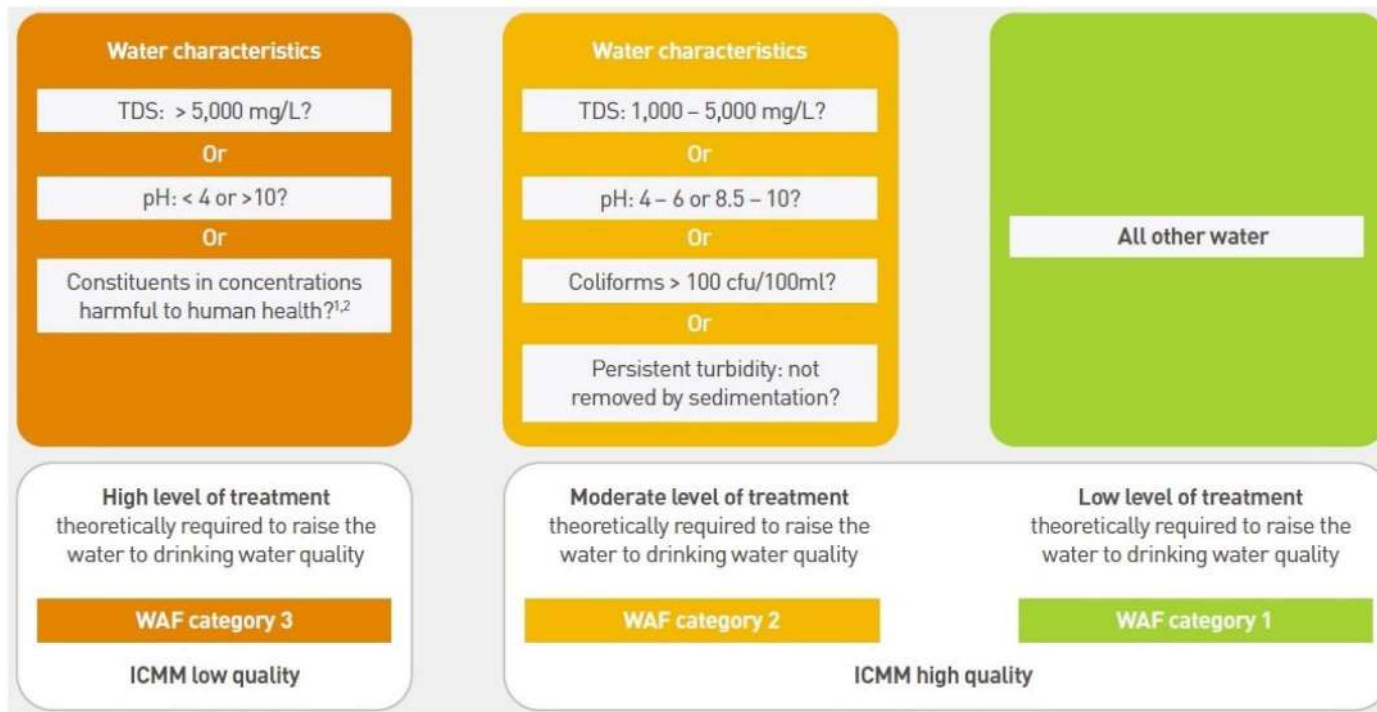 Water characteristics
TDS: > 5,000 mg/L?
Or
pH: < 4 or >10?
Or
Constituents in concentrations
harmful to human health?1,2
Water characteristics
TDS: 1,000 – 5,000 mg/L?
Or
pH: 4 – 6 or 8.5 – 10?
Or
Coliforms > 100 cfu/100ml?
Or
Persistent turbidity: not
removed by sedimentation?
All other water
High level of treatment
theoretically required to raise the
water to drinking water quality
WAF category 3
ICMM low quality
Moderate level of treatment
theoretically required to raise the
water to drinking water quality
WAF category 2
Low level of treatment
theoretically required to raise the
water to drinking water quality
WAF category 1
ICMM high quality